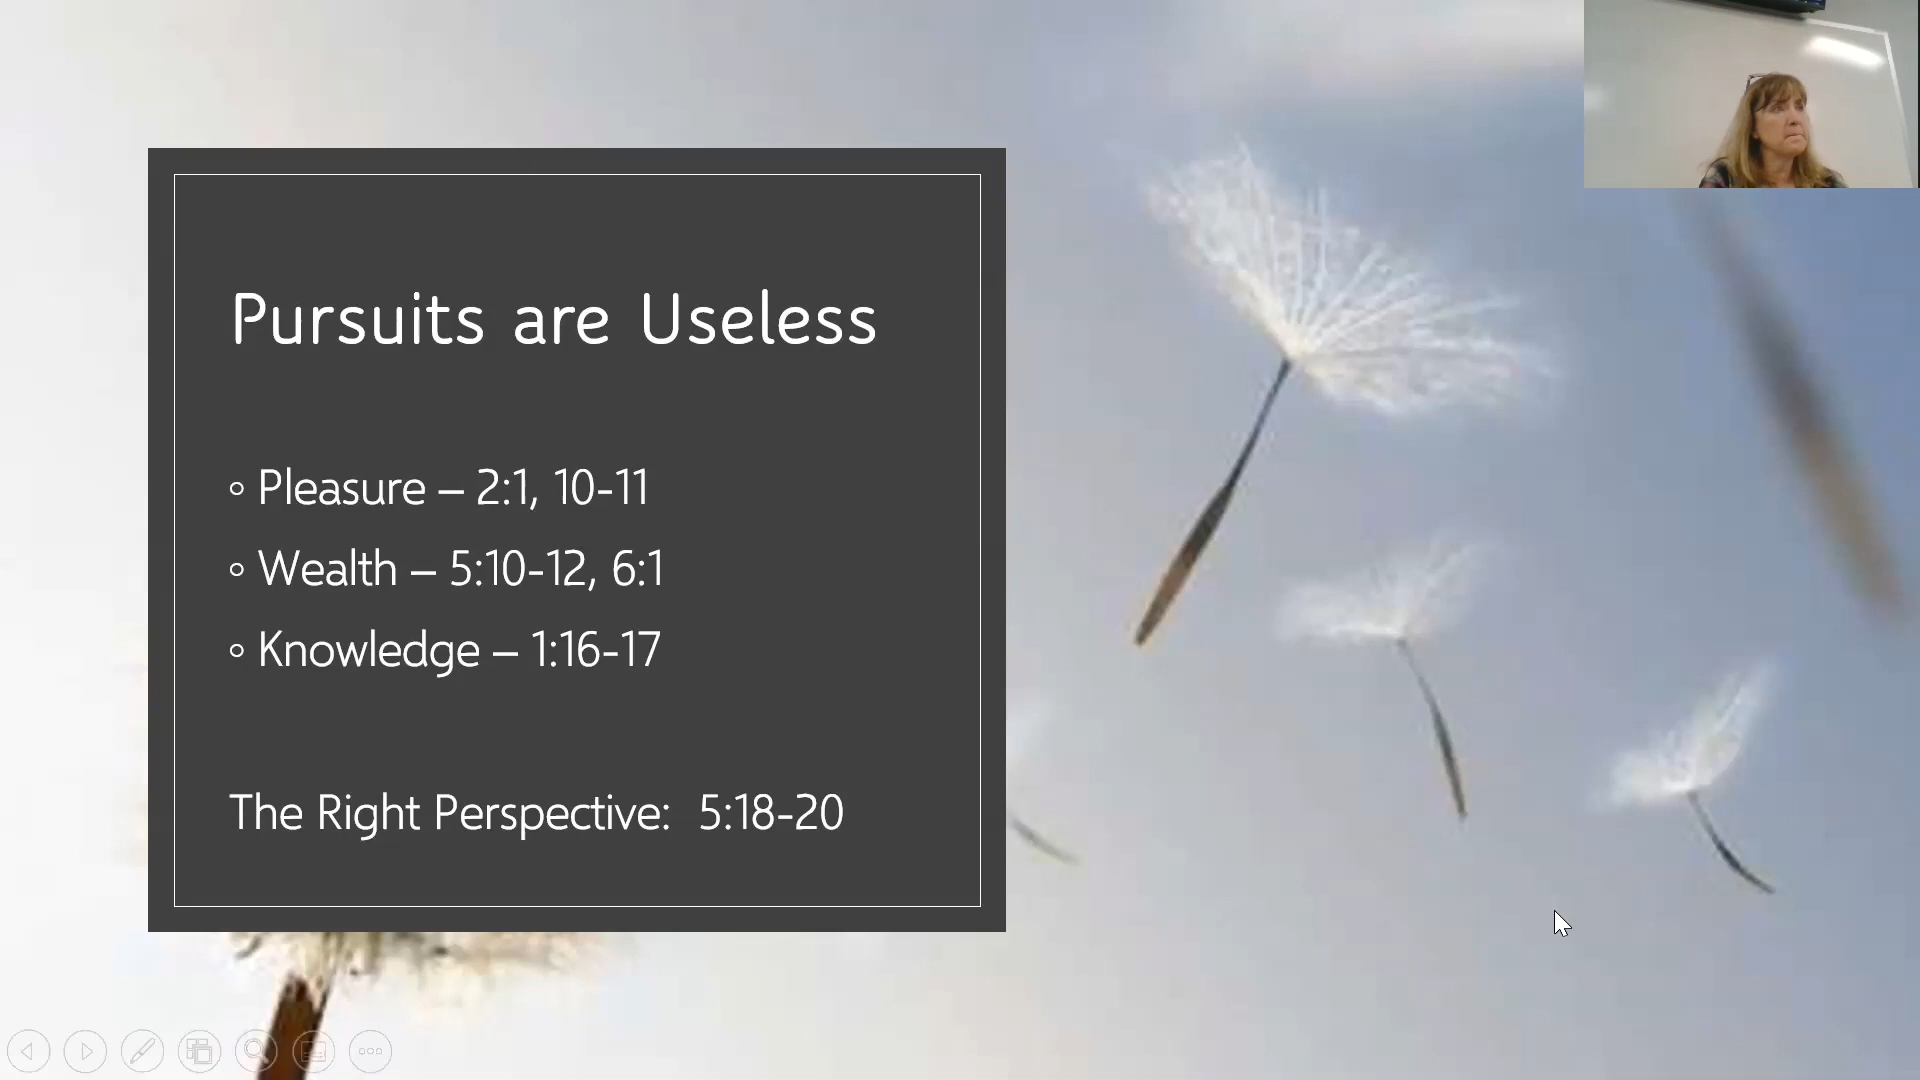 Pursuits are Useless
Pleasure – 2:1, 10-11
Wealth – 5:10-12, 6:1
Knowledge – 1:16-17
The Right Perspective: 5:18-20